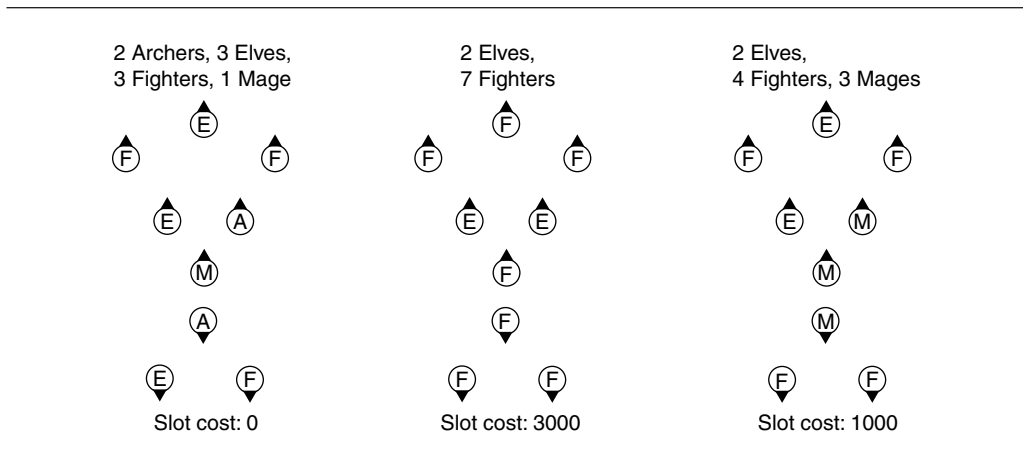 2 Archers, 3 Elves,
3 Fighters, 1 Mage
E
F F
E A
M
A
E F
Slot cost: 0
2 Elves,
7 Fighters
F
F F
E E
F
F
F F
Slot cost: 3000
2 Elves,
4 Fighters, 3 Mages
E
F F
E M
M
M
F F
Slot cost: 1000